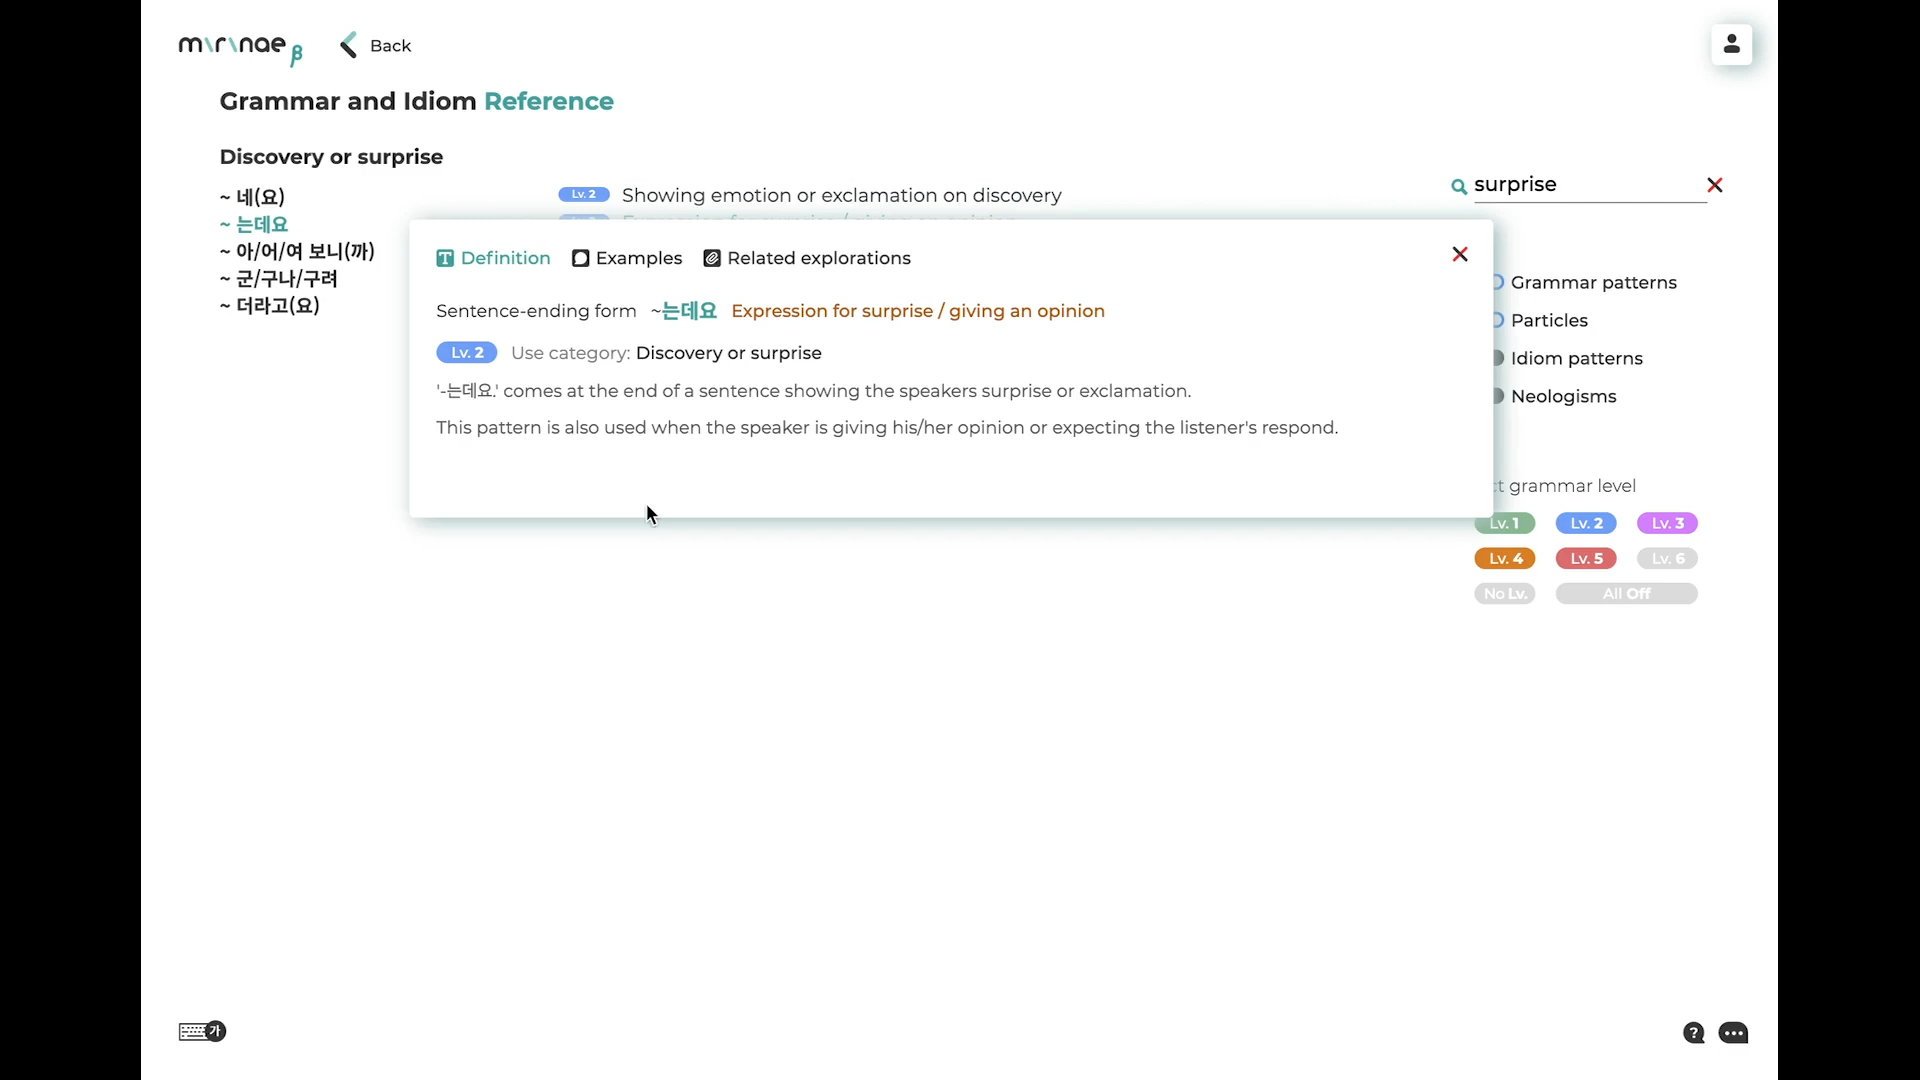 mirinae β
Back
Grammar and Idiom Reference
Discovery or surprise
~ 네(요)
Lv. 2 Showing emotion or exclamation on discovery
surprise
~ 는데요
~ 아/어/여 보니(까)
~ 군/구나/구려
~ 더라고(요)
Definition Examples Related explorations
Sentence-ending form ~는데요 Expression for surprise / giving an opinion
Lv. 2 Use category: Discovery or surprise
'-는데요.' comes at the end of a sentence showing the speakers surprise or exclamation.
This pattern is also used when the speaker is giving his/her opinion or expecting the listener's respond.
Grammar patterns
Particles
Idiom patterns
Neologisms
grammar level
Lv. 1 Lv. 2 Lv. 3
Lv. 4 Lv. 5 Lv. 6
No Lv. All Off
가
?